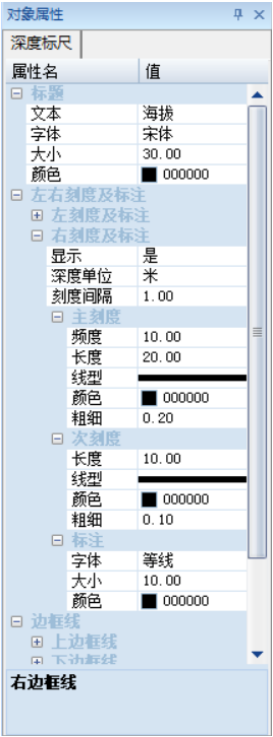 对象属性
深度标尺
属性名 值
标题
文本 海拔
字体 宋体
大小 30.00
颜色 000000
左右刻度及标注
左刻度及标注
右刻度及标注
显示 是
深度单位 米
刻度间隔 1.00
主刻度
频度 10.00
长度 20.00
线型
颜色 000000
粗细 0.20
次刻度
长度 10.00
线型
颜色 000000
粗细 0.10
标注
字体 等线
大小 10.00
颜色 000000
边框线
上边框线
下边框线
右边框线